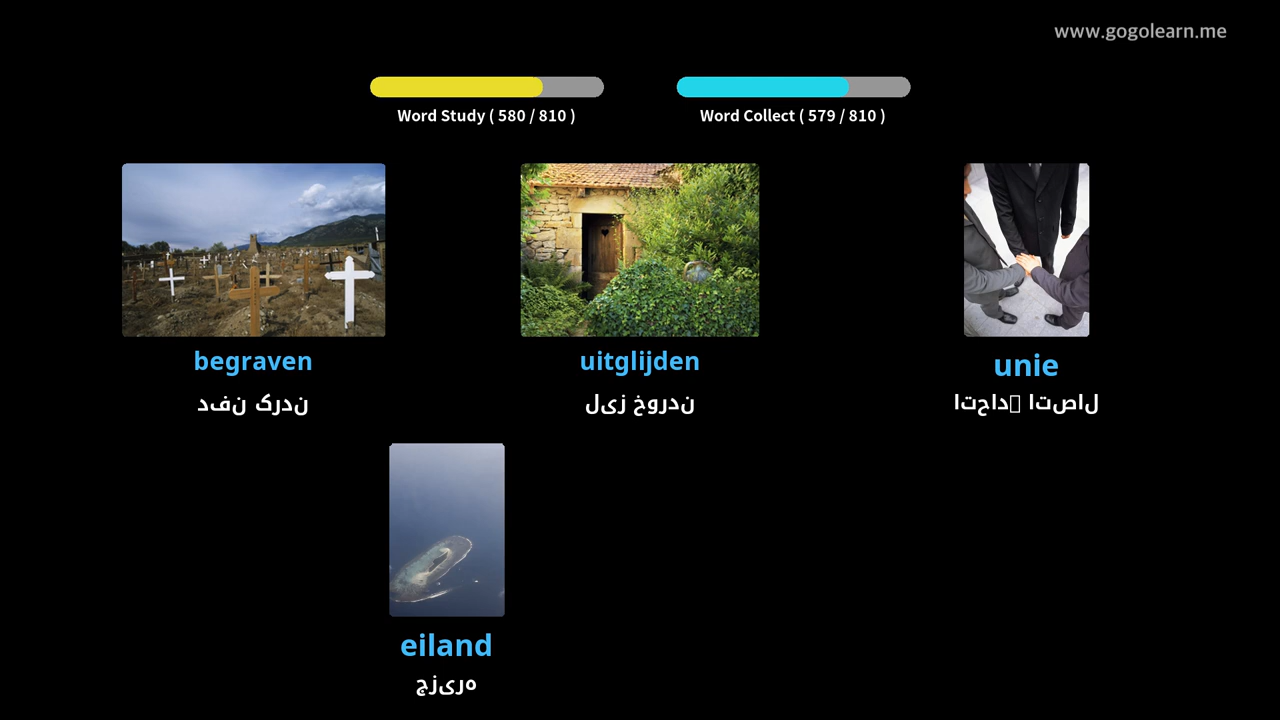 www.gogolearn.me
Word Study ( 580 / 810 )
Word Collect ( 579 / 810 )
begraven
دفن کردن
uitglijden
لیز خوردن
unie
اتحاد اتصال
eiland
جزیره